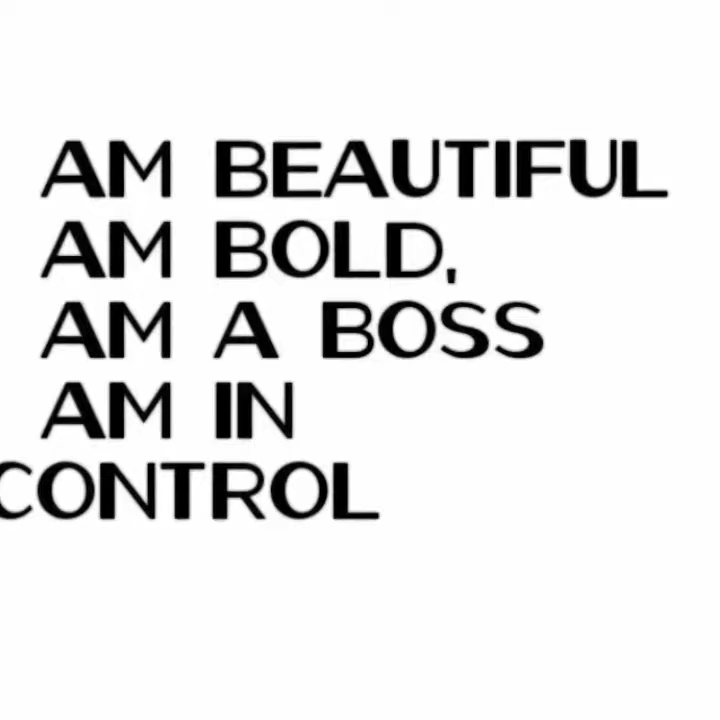 AM BEAUTIFUL
AM BOLD,
AM A BOSS
AM IN
CONTROL